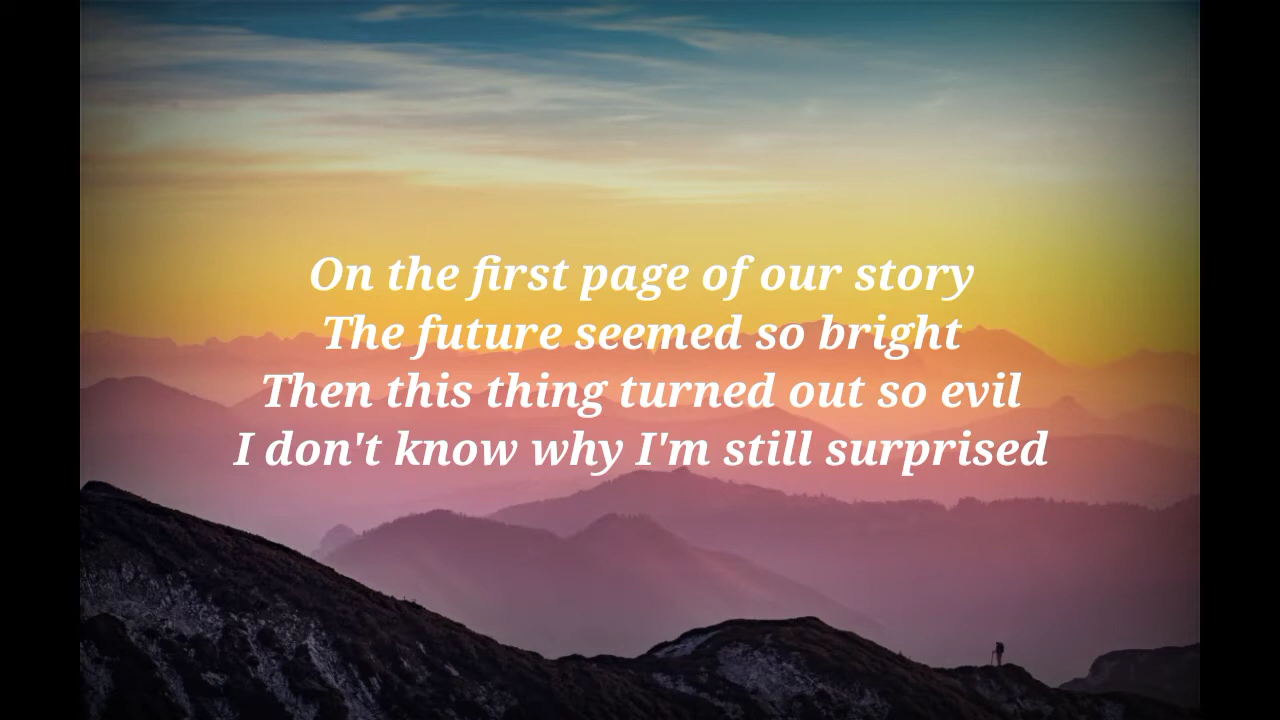 On the first page of our story
The future seemed so bright
Then this thing turned out so evil
I don't know why I'm still surprised